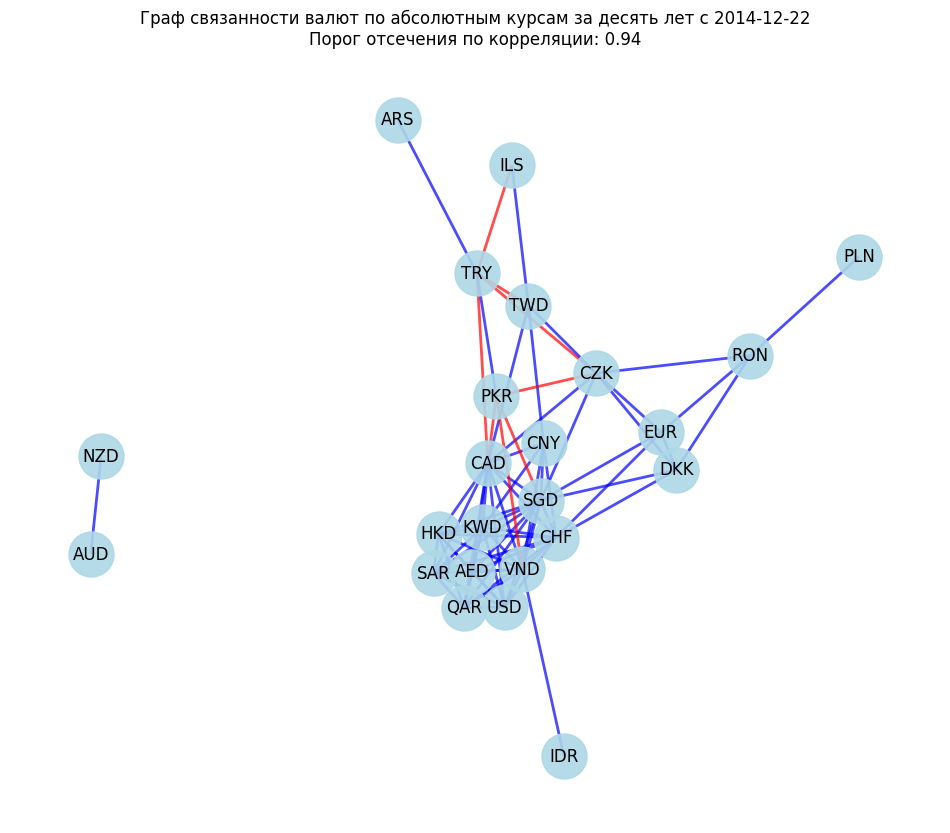 Граф связанности валют по абсолютным курсам за десять лет с 2014-12-22
Порог отсечения по корреляции: 0.94
ARS
ILS
PLN
TRY
TWD
RON
CZK
PKR
EUR
CNY
NZD
CAD
DKK
SGD
KWD
HKD
CHF
AUD
SAR
AED
VND
QAR
USD
IDR